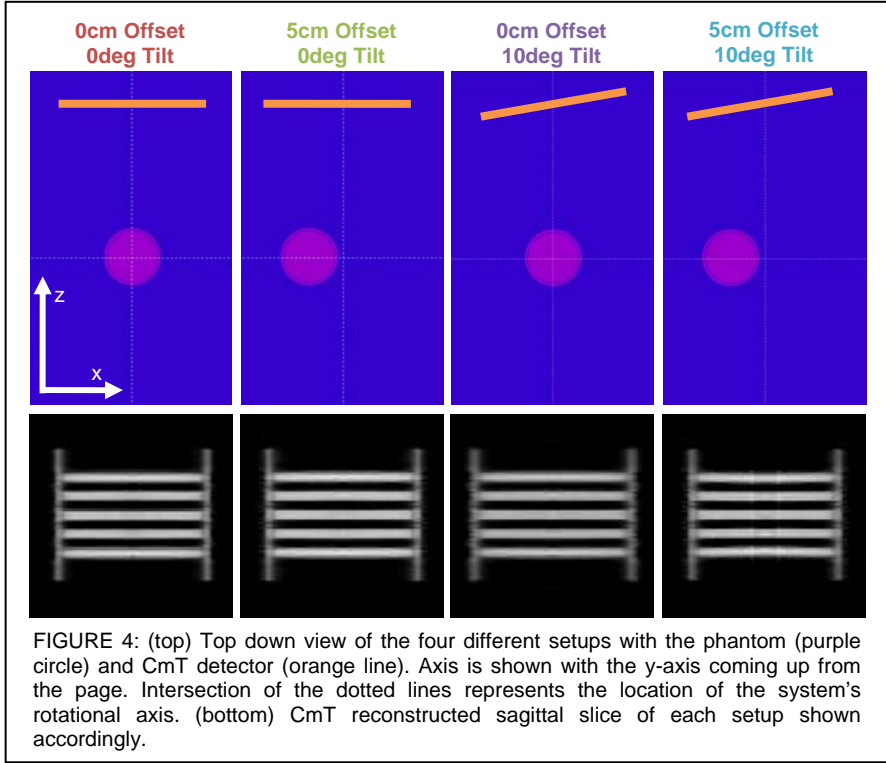 0cm Offset
0deg Tilt
5cm Offset
0deg Tilt
0cm Offset
10deg Tilt
5cm Offset
10deg Tilt
z
x
FIGURE 4: (top) Top down view of the four different setups with the phantom (purple
circle) and CmT detector (orange line). Axis is shown with the y-axis coming up from
the page. Intersection of the dotted lines represents the location of the system's
rotational axis. (bottom) CmT reconstructed sagittal slice of each setup shown
accordingly.